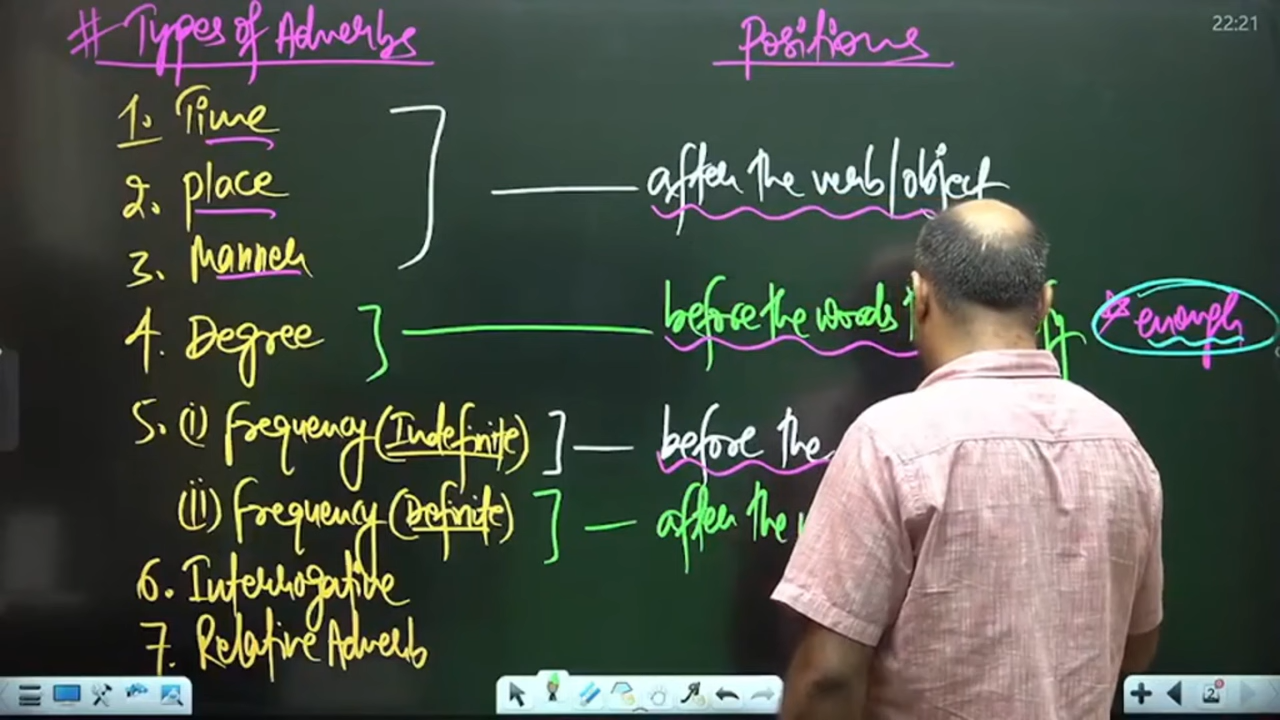 # Types of Adverbs
Positions
22:21
1. Time
2. place
3. Manner
after the verb/object
4. Degree
before the words
* enough
5. (i) frequency (Indefinite)
before the
(ii) frequency (Definite)
after the
6. Interrogative
7. Relative Adverb
2